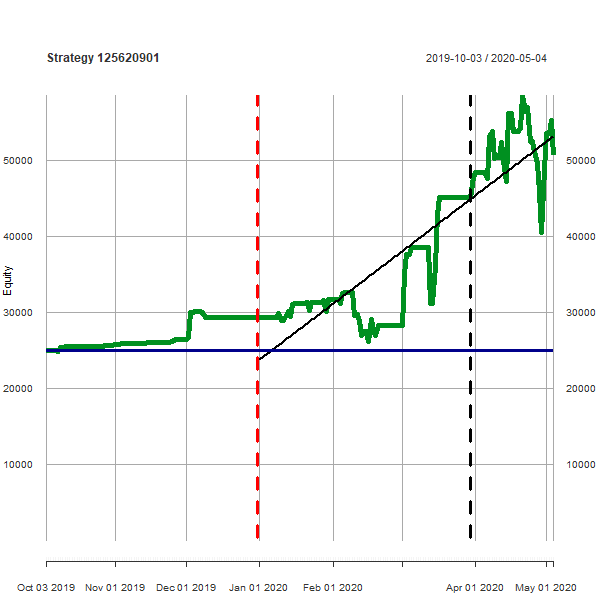 Strategy 125620901
2019-10-03 / 2020-05-04
50000
50000
40000
40000
Equity
30000
30000
20000
20000
10000
10000
Oct 03 2019
Nov 01 2019
Dec 01 2019
Jan 01 2020
Feb 01 2020
Apr 01 2020
May 01 2020